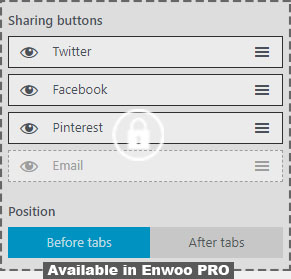 Sharing buttons
Twitter
Facebook
Pinterest
Email
Position
Before tabs
After tabs
Available in Enwoo PRO